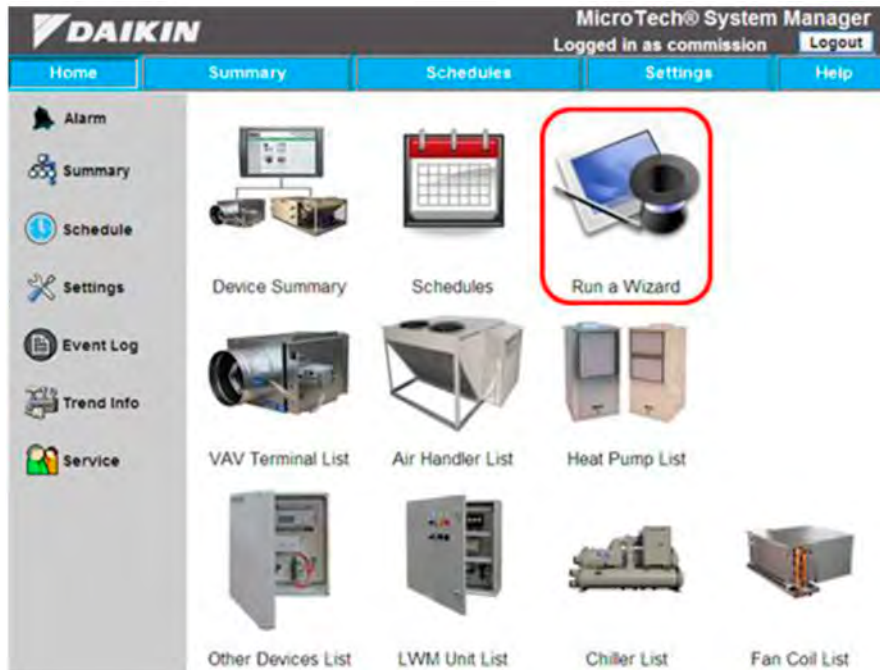 DAIKIN
MicroTech® System Manager
Logged in as commission Logout
Home Summary Schedules Settings Help
Alarm
Summary
Schedule
Settings
Event Log
Trend Info
Service
Device Summary Schedules Run a Wizard
VAV Terminal List Air Handler List Heat Pump List
Other Devices List LWM Unit List Chiller List Fan Coil List